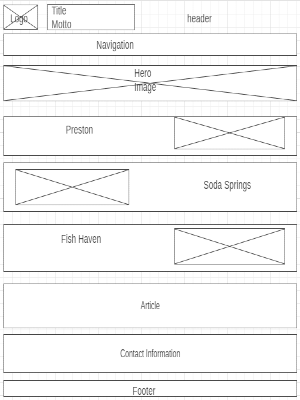 Logo
Title
Motto
header
Navigation
Hero
Image
Preston
Soda Springs
Fish Haven
Article
Contact Information
Footer